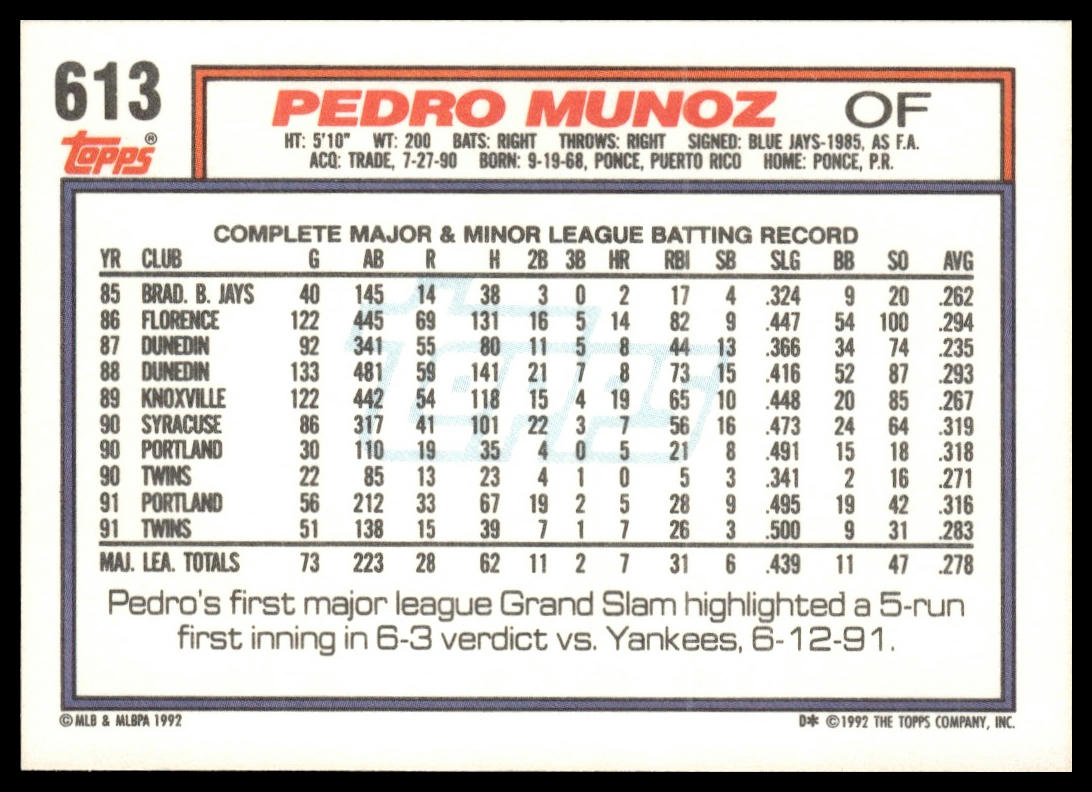 613
Topps®
PEDRO MUNOZ OF
HT: 5'10" WT: 200 BATS: RIGHT THROWS: RIGHT SIGNED: BLUE JAYS-1985, AS F.A.
ACQ: TRADE, 7-27-90 BORN: 9-19-68, PONCE, PUERTO RICO HOME: PONCE, P.R.
COMPLETE MAJOR & MINOR LEAGUE BATTING RECORD
YR CLUB G AB R H 2B 3B HR RBI SB SLG BB SO AVG
85 BRAD. B. JAYS 40 145 14 38 3 0 2 17 4 .324 9 20 .262
86 FLORENCE 122 445 69 131 16 5 14 82 9 .447 54 100 .294
87 DUNEDIN 92 341 55 80 11 5 8 44 13 .366 34 74 .235
88 DUNEDIN 133 481 59 141 21 7 8 73 15 .416 52 87 .293
89 KNOXVILLE 122 442 54 118 15 4 19 65 10 .448 20 85 .267
90 SYRACUSE 86 317 41 101 22 3 7 56 16 .473 24 64 .319
90 PORTLAND 30 110 19 35 4 0 5 21 8 .491 15 18 .318
90 TWINS 22 85 13 23 4 1 0 5 3 .341 2 16 .271
91 PORTLAND 56 212 33 67 19 2 5 28 9 .495 19 42 .316
91 TWINS 51 138 15 39 7 1 7 26 3 .500 9 31 .283
MAJ. LEA. TOTALS 73 223 28 62 11 2 7 31 6 .439 11 47 .278
Pedro's first major league Grand Slam highlighted a 5-run
first inning in 6-3 verdict vs. Yankees, 6-12-91.
© MLB & MLBPA 1992
D* ©1992 THE TOPPS COMPANY, INC.